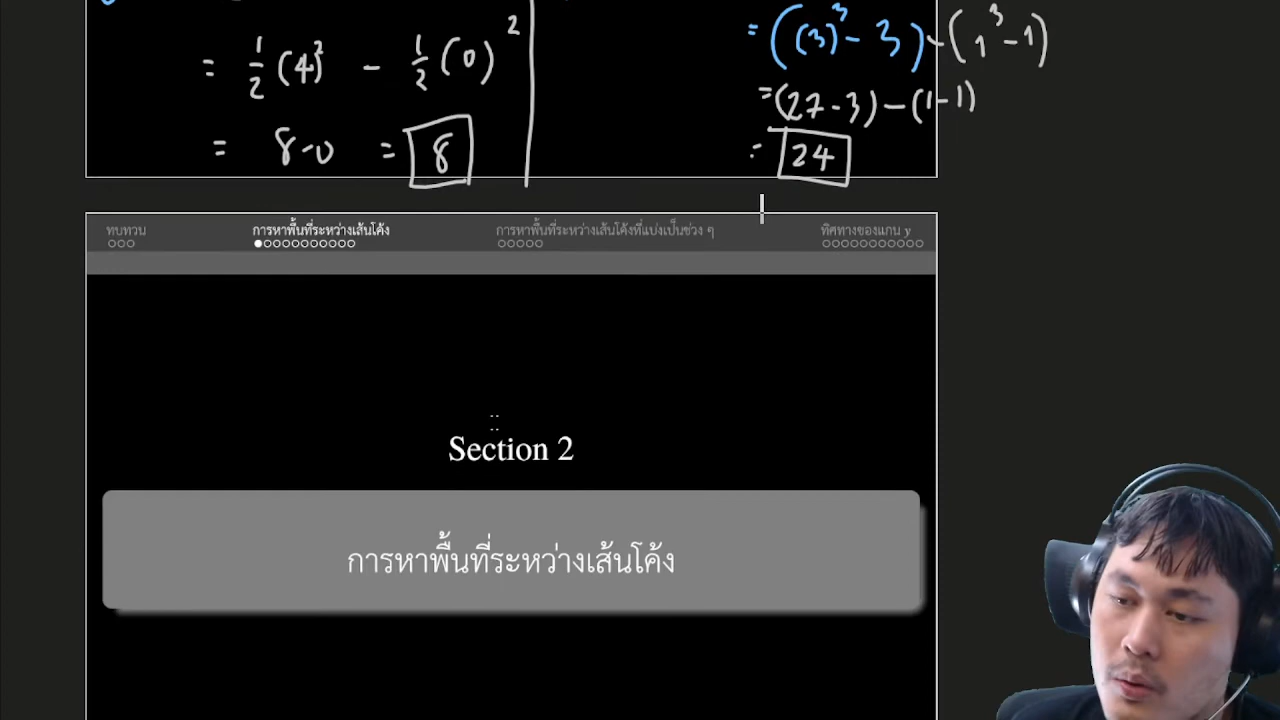 = 1/2 (4)² - 1/2 (0)²
= 8-0 = 8
= ((3)³ - 3) - (1³ - 1)
= (27 - 3) - (1-1)
= 24
ทบทวน
การหาพื้นที่ระหว่างเส้นโค้ง
การหาพื้นที่ระหว่างเส้นโค้งที่แบ่งเป็นช่วง ๆ
ทิศทางของแกน y
Section 2
การหาพื้นที่ระหว่างเส้นโค้ง